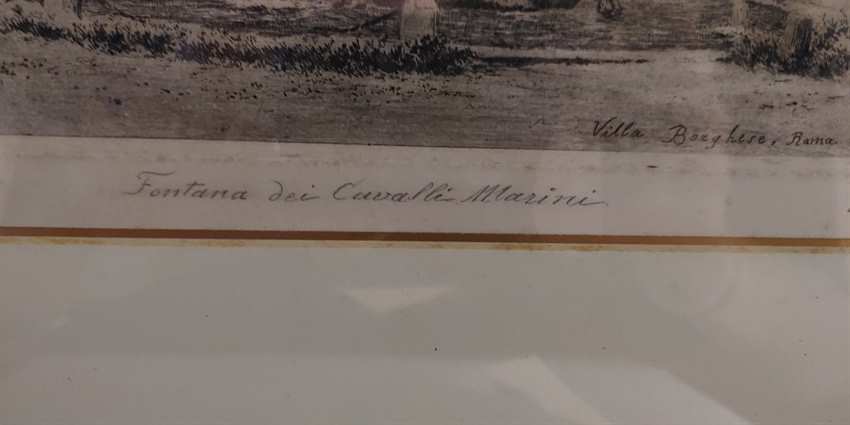 Villa Borghese, Roma.
Fontana dei Cavalli Marini